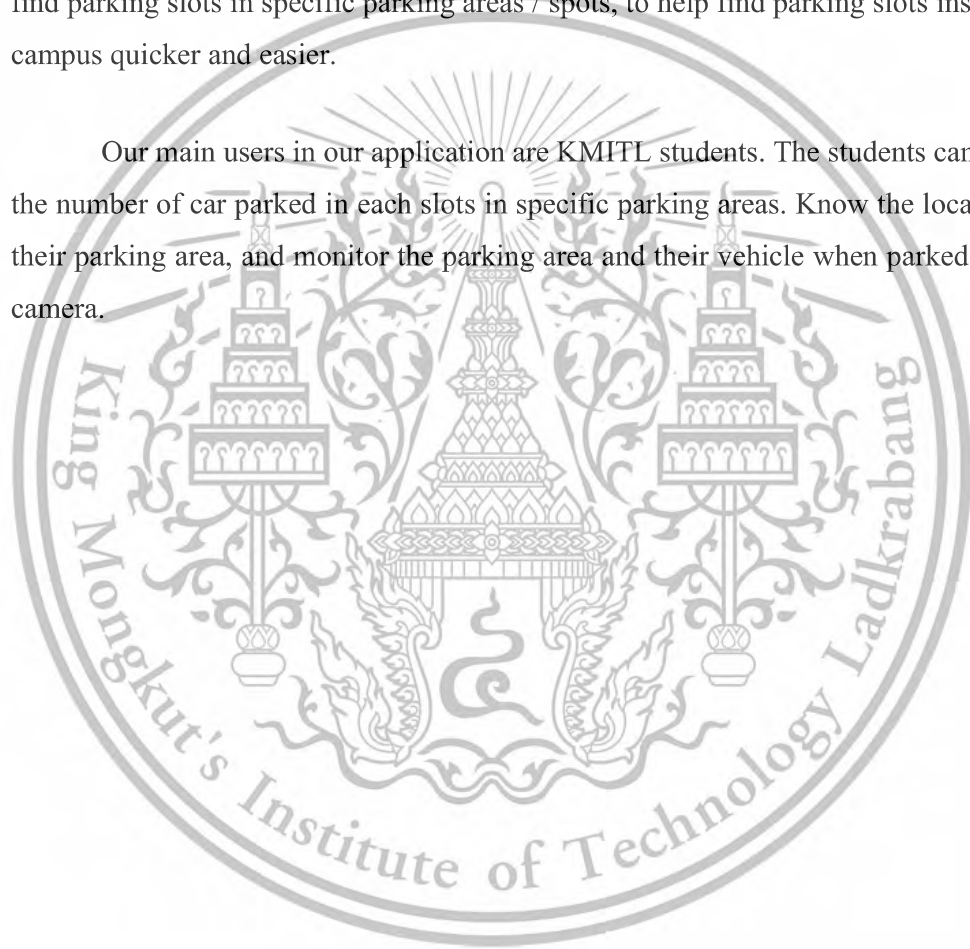 find parking slots in specific parking areas / spots, to help find parking slots ins
campus quicker and easier.
Our main users in our application are KMITL students. The students can
the number of car parked in each slots in specific parking areas. Know the loca
their parking area, and monitor the parking area and their vehicle when parked
camera.
King Mongkut's Institute of Technology Ladkrabang